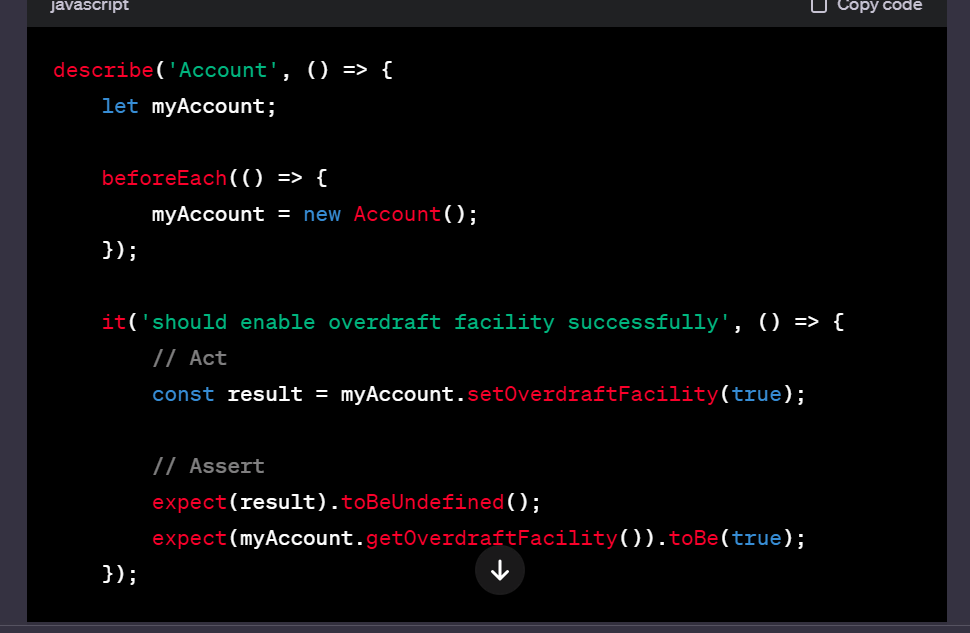 javascript
Copy code
describe('Account', () => {
let myAccount;
beforeEach(() => {
myAccount = new Account();
});
it('should enable overdraft facility successfully', () => {
// Act
const result = myAccount.setOverdraftFacility(true);
// Assert
expect(result).toBeUndefined();
expect(myAccount.getOverdraftFacility()).toBe(true);
});